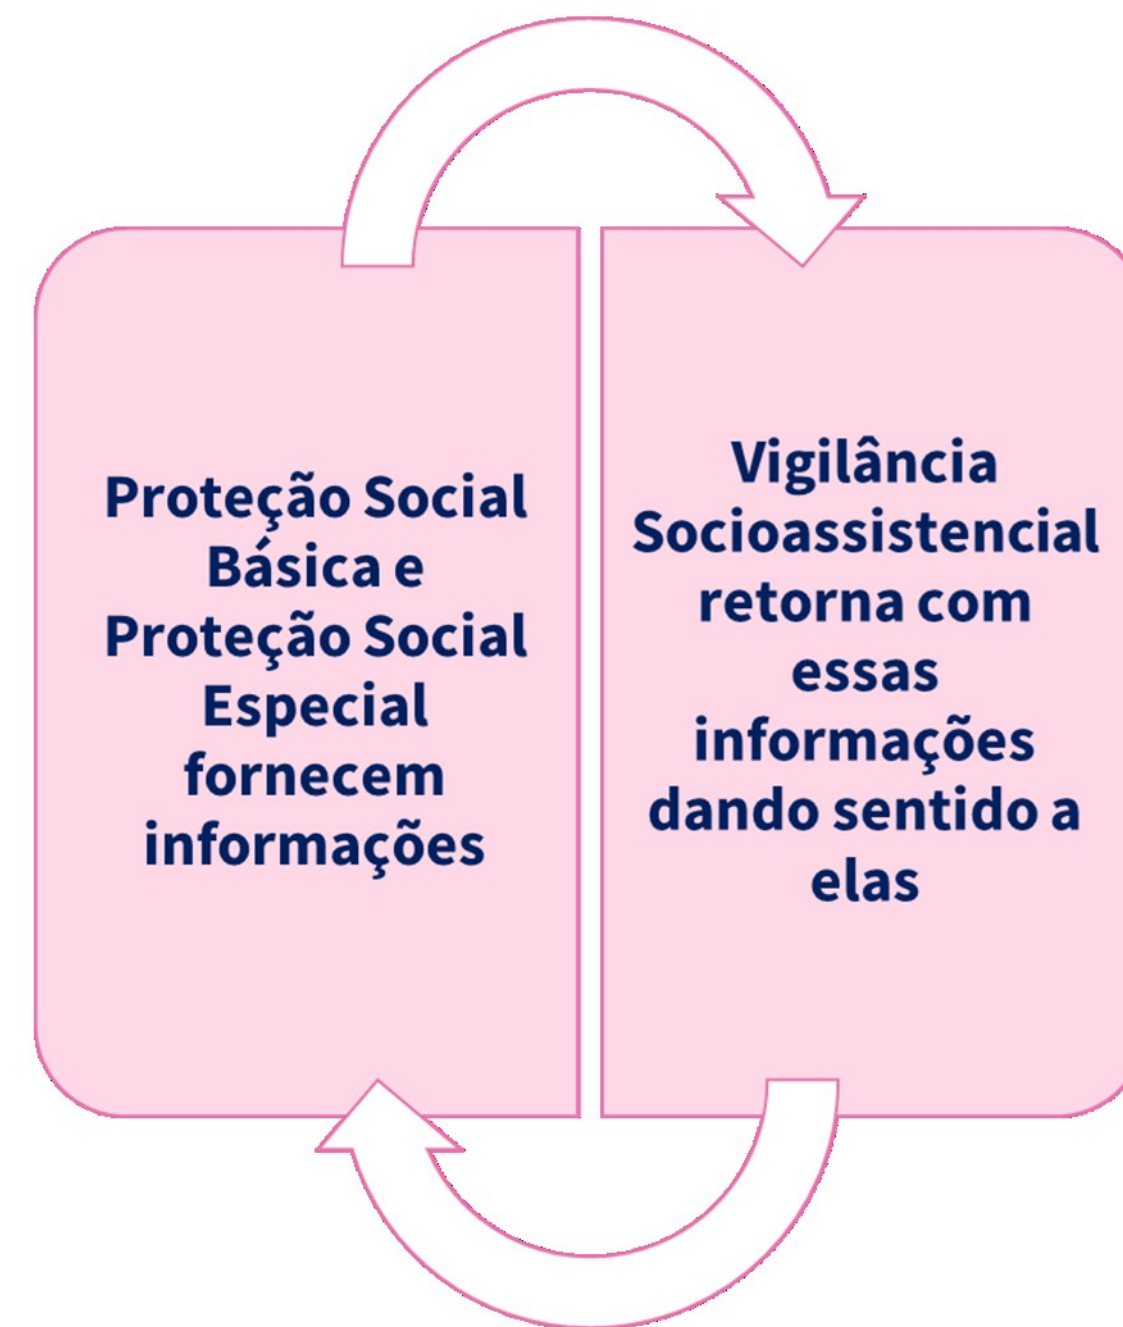 Proteção Social
Básica e
Proteção Social
Especial
fornecem
informações
Vigilância
Socioassistencial
retorna com
essas
informações
dando sentido a
elas